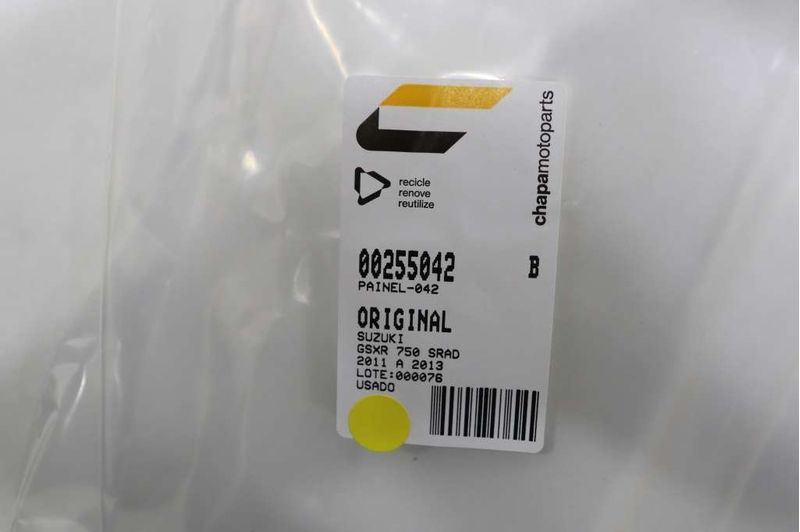 chapamotoparts
recicle
renove
reutilize
00255042 B
PAINEL-042
ORIGINAL
SUZUKI
GSXR 750 SRAD
2011 A 2013
LOTE:000076
USADO